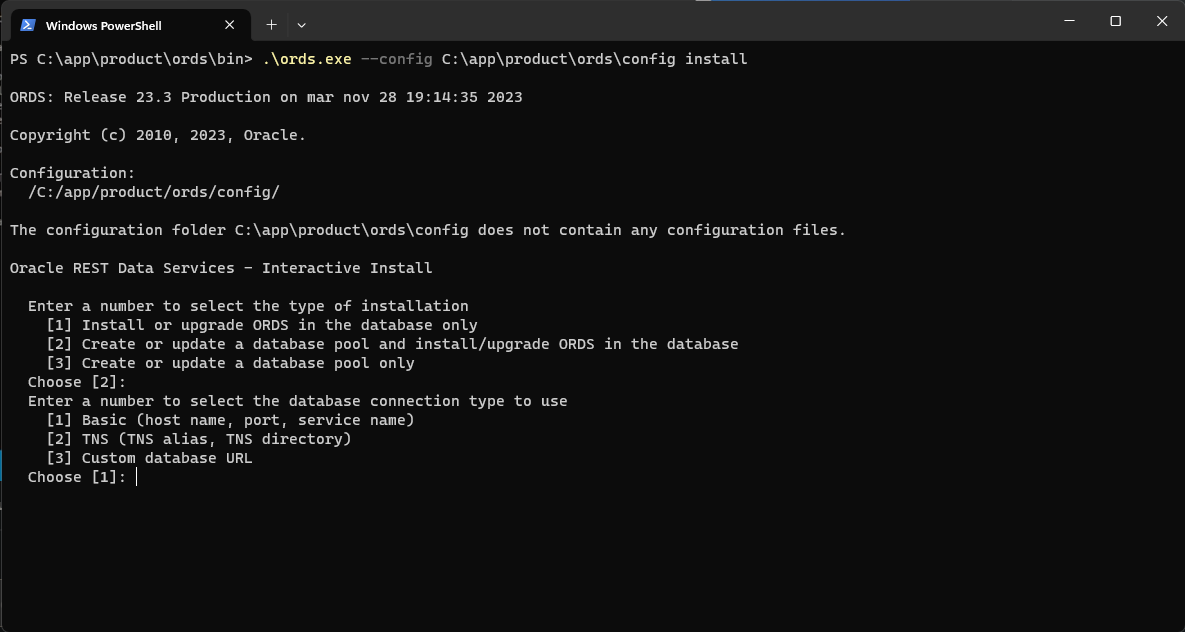 Windows PowerShell
PS C:\app\product\ords\bin> .\ords.exe --config C:\app\product\ords\config install
ORDS: Release 23.3 Production on mar nov 28 19:14:35 2023
Copyright (c) 2010, 2023, Oracle.
Configuration:
  /C:/app/product/ords/config/
The configuration folder C:\app\product\ords\config does not contain any configuration files.
Oracle REST Data Services - Interactive Install
  Enter a number to select the type of installation
    [1] Install or upgrade ORDS in the database only
    [2] Create or update a database pool and install/upgrade ORDS in the database
    [3] Create or update a database pool only
  Choose [2]:
  Enter a number to select the database connection type to use
    [1] Basic (host name, port, service name)
    [2] TNS (TNS alias, TNS directory)
    [3] Custom database URL
  Choose [1]: